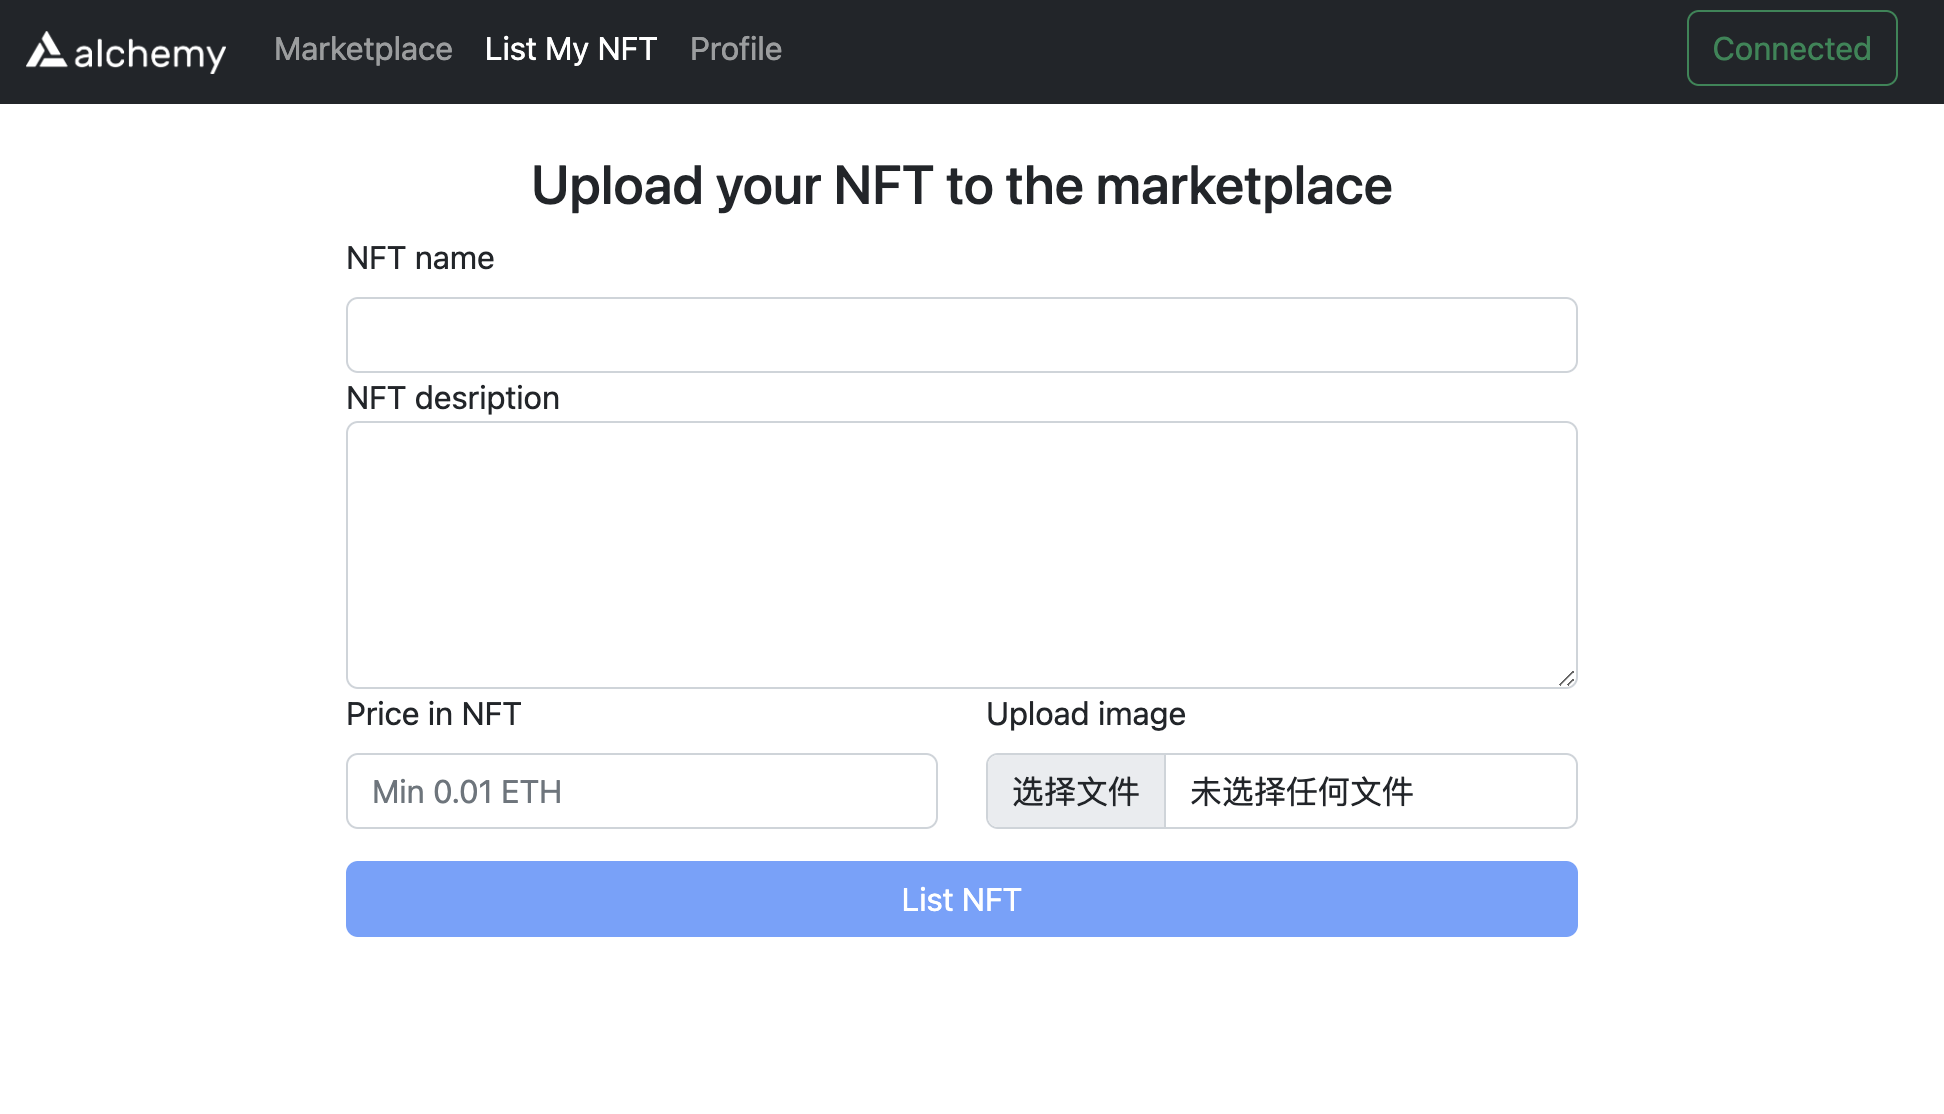 alchemy Marketplace List My NFT Profile Connected
Upload your NFT to the marketplace
NFT name
NFT desription
Price in NFT Upload image
Min 0.01 ETH 选择文件 未选择任何文件
List NFT